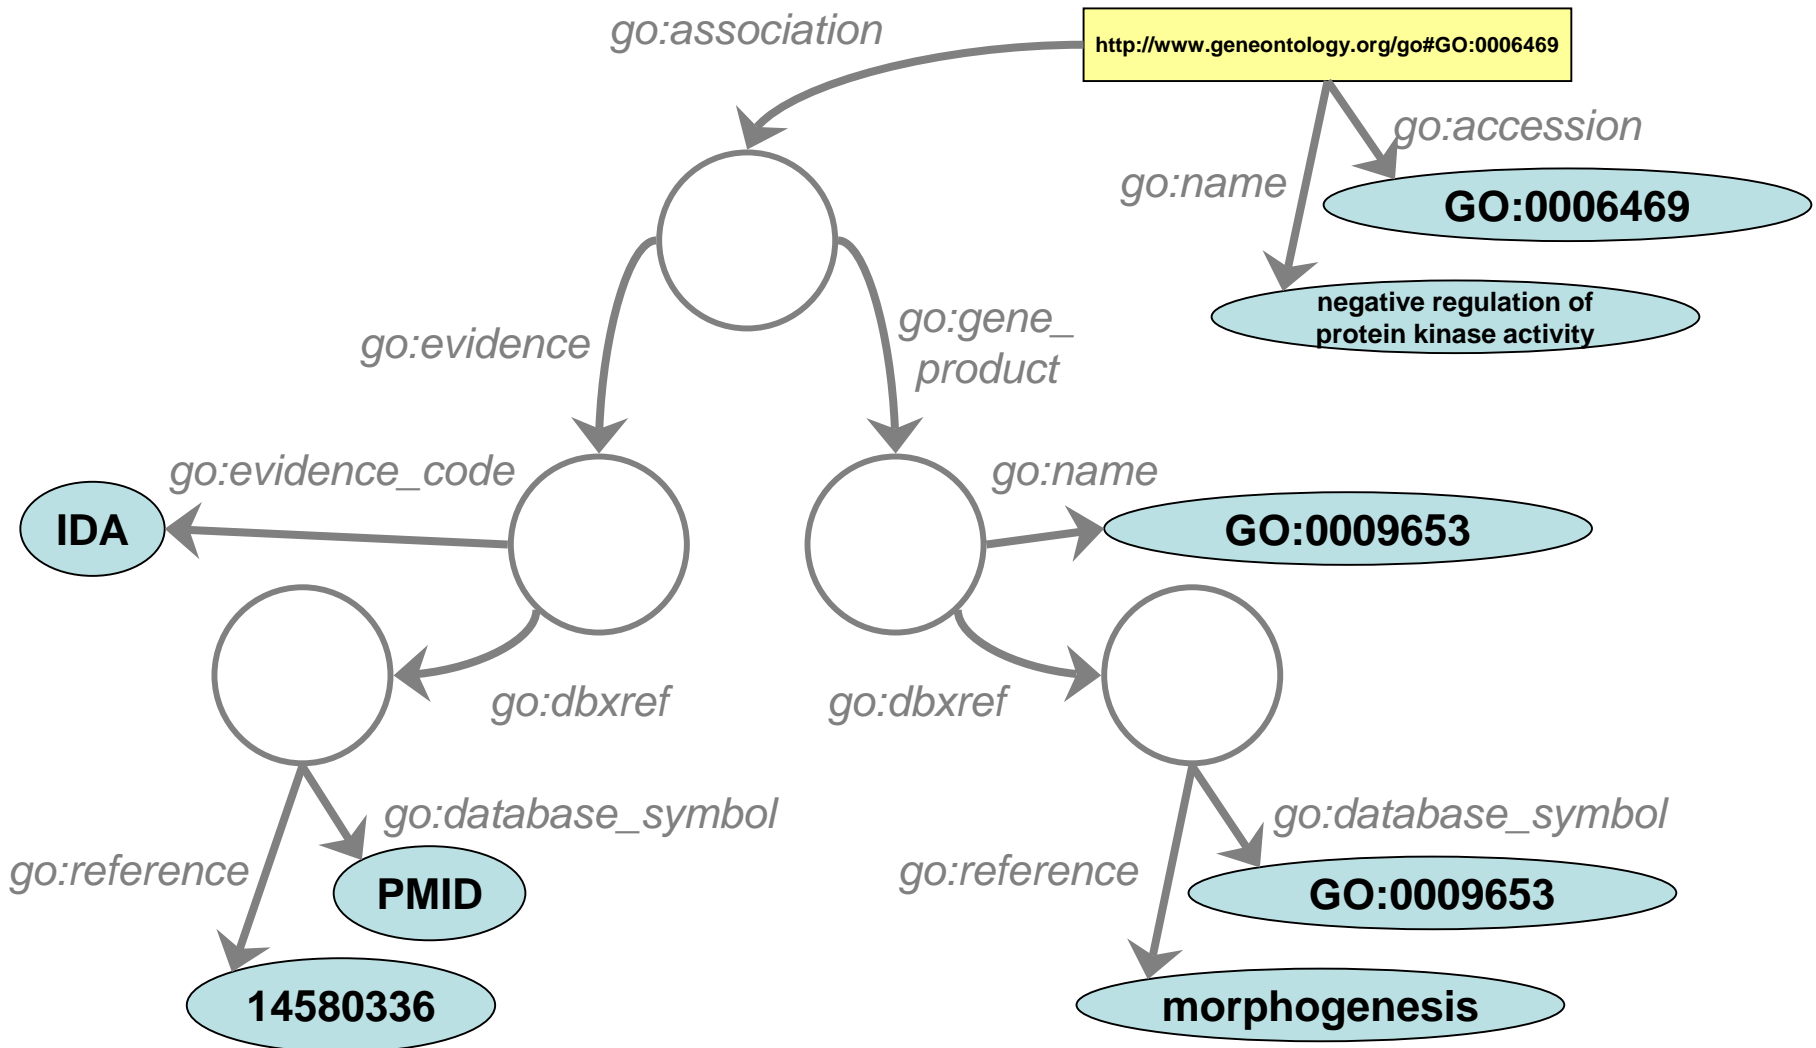 go:association
http://www.geneontology.org/go#GO:0006469
go:accession
go:name
GO:0006469
negative regulation of
protein kinase activity
go:evidence
go:gene_
product
go:evidence_code
go:name
IDA
GO:0009653
go:dbxref
go:dbxref
go:database_symbol
go:database_symbol
go:reference
go:reference
PMID
GO:0009653
14580336
morphogenesis